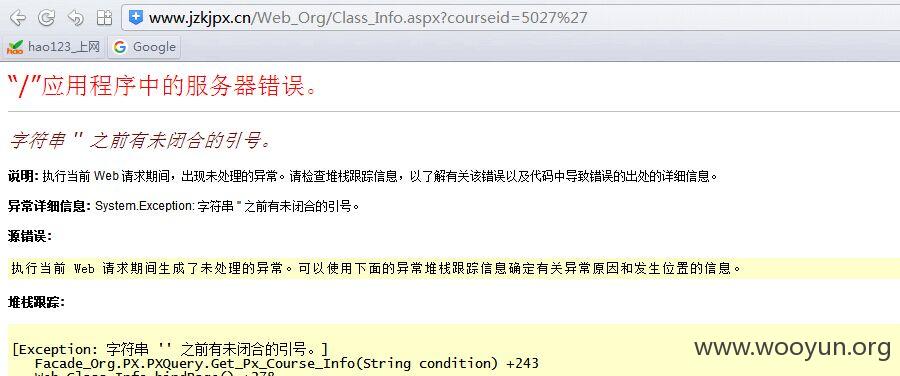 www.jzkjpx.cn/Web_Org/Class_Info.aspx?courseid=5027%27
hao123_上网 Google
“/”应用程序中的服务器错误。
字符串 '' 之前有未闭合的引号。
说明: 执行当前 Web 请求期间，出现未处理的异常。请检查堆栈跟踪信息，以了解有关该错误以及代码中导致错误的出处的详细信息。
异常详细信息: System.Exception: 字符串 '' 之前有未闭合的引号。
源错误:
执行当前 Web 请求期间生成了未处理的异常。可以使用下面的异常堆栈跟踪信息确定有关异常原因和发生位置的信息。
堆栈跟踪:
[Exception: 字符串 '' 之前有未闭合的引号。]
Facade_Org.PX.PXQuery.Get_Px_Course_Info(String condition) +243
www.wooyun.org